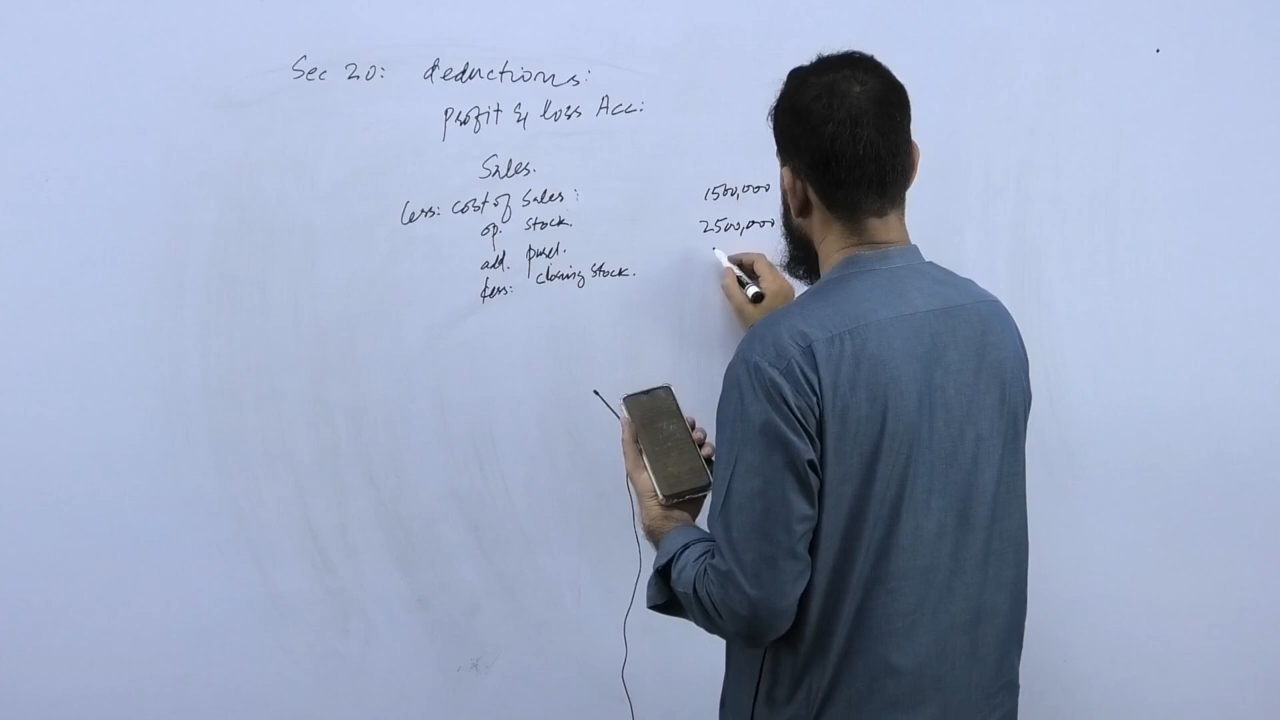 Sec 20: deductions:
profit & loss Acc:
Sales.
less: cost of Sales:
op. stock. 1500,000
add. purch. 2500,000
less: closing stock.